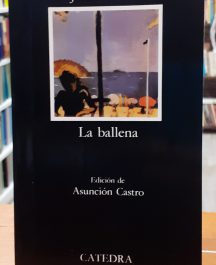 La ballena
Edición de
Asunción Castro
CATEDRA